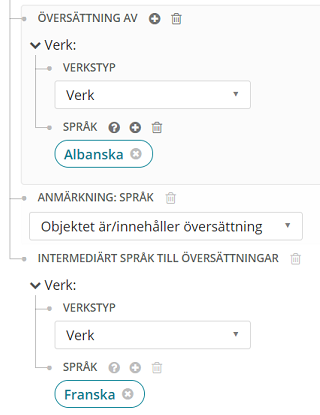 ÖVERSÄTTNING AV
Verk:
VERKSTYP
Verk
SPRÅK
Albanska
ANMÄRKNING: SPRÅK
Objektet är/innehåller översättning
INTERMEDIÄRT SPRÅK TILL ÖVERSÄTTNINGAR
Verk:
VERKSTYP
Verk
SPRÅK
Franska